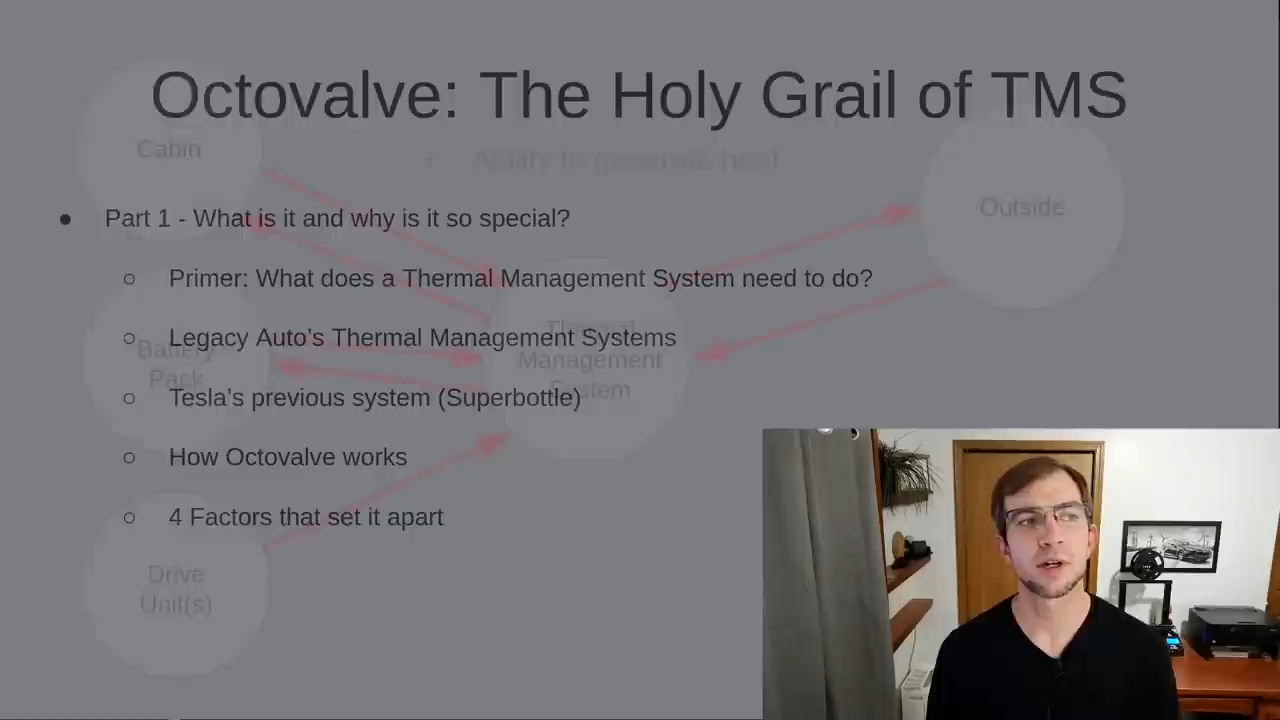 Octovalve: The Holy Grail of TMS
Cabin
Ability to generate heat
Outside
Part 1 - What is it and why is it so special?
Primer: What does a Thermal Management System need to do?
Legacy Auto's Thermal Management Systems
Tesla's previous system (Superbottle)
How Octovalve works
4 Factors that set it apart
Thermal
Management
System
Battery
Pack
Drive
Unit(s)